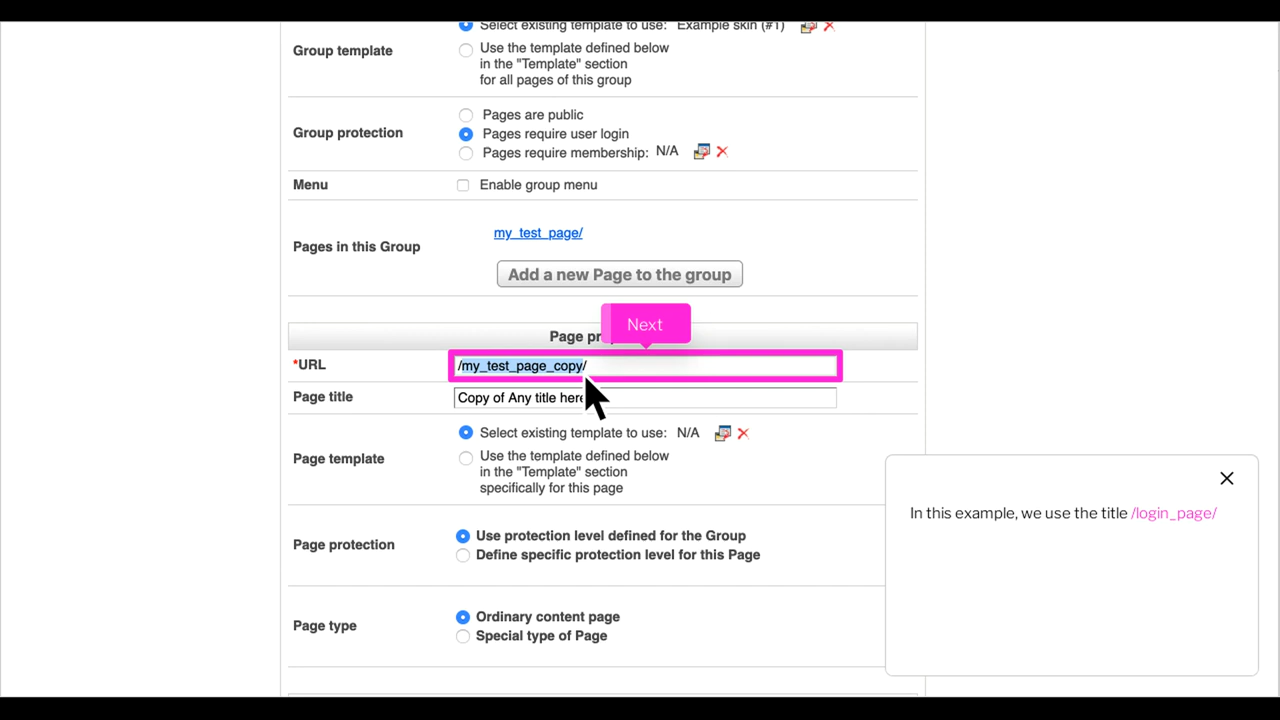 Select existing template to use: Example skin (#1)
Group template
Use the template defined below
in the "Template" section
for all pages of this group
Group protection
Pages are public
Pages require user login
Pages require membership: N/A
Menu
Enable group menu
Pages in this Group
my_test_page/
Add a new Page to the group
Next
Page
*URL
/my_test_page_copy/
Page title
Copy of Any title here
Page template
Select existing template to use: N/A
Use the template defined below
in the "Template" section
specifically for this page
Page protection
Use protection level defined for the Group
Define specific protection level for this Page
Page type
Ordinary content page
Special type of Page
In this example, we use the title /login_page/